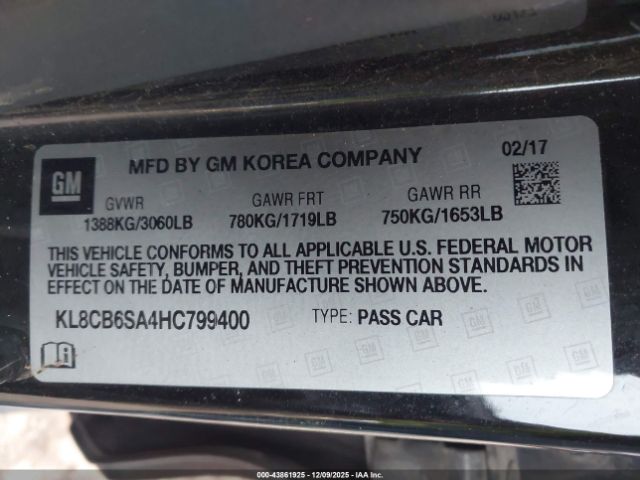 GM
MFD BY GM KOREA COMPANY
02/17
GVWR
GAWR FRT
GAWR RR
1388KG/3060LB
780KG/1719LB
750KG/1653LB
THIS VEHICLE CONFORMS TO ALL APPLICABLE U.S. FEDERAL MOTOR
VEHICLE SAFETY, BUMPER, AND THEFT PREVENTION STANDARDS IN
EFFECT ON THE DATE OF MANUFACTURE SHOWN ABOVE.
KL8CB6SA4HC799400
TYPE: PASS CAR
©IAAI -43861925- 12/09/2025 - ©IAA, INC.